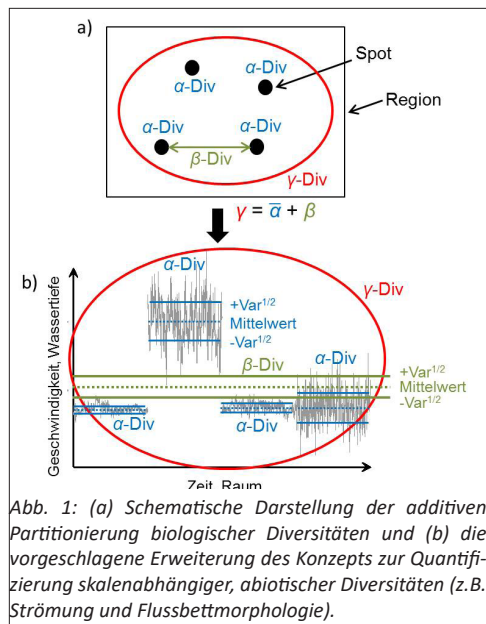 a)
α-Div
α-Div
Spot
Region
α-Div
α-Div
β-Div
γ-Div
γ = α̅ + β
b)
Geschwindigkeit, Wassertiefe
α-Div
γ-Div
+Var1/2
Mittelwert
-Var1/2
β-Div
α-Div
+Var1/2
Mittelwert
-Var1/2
α-Div
α-Div
Zeit, Raum
Abb. 1: (a) Schematische Darstellung der additiven
Partitionierung biologischer Diversitäten und (b) die
vorgeschlagene Erweiterung des Konzepts zur Quantifi-
zierung skalenabhängiger, abiotischer Diversitäten (z.B.
Strömung und Flussbettmorphologie).